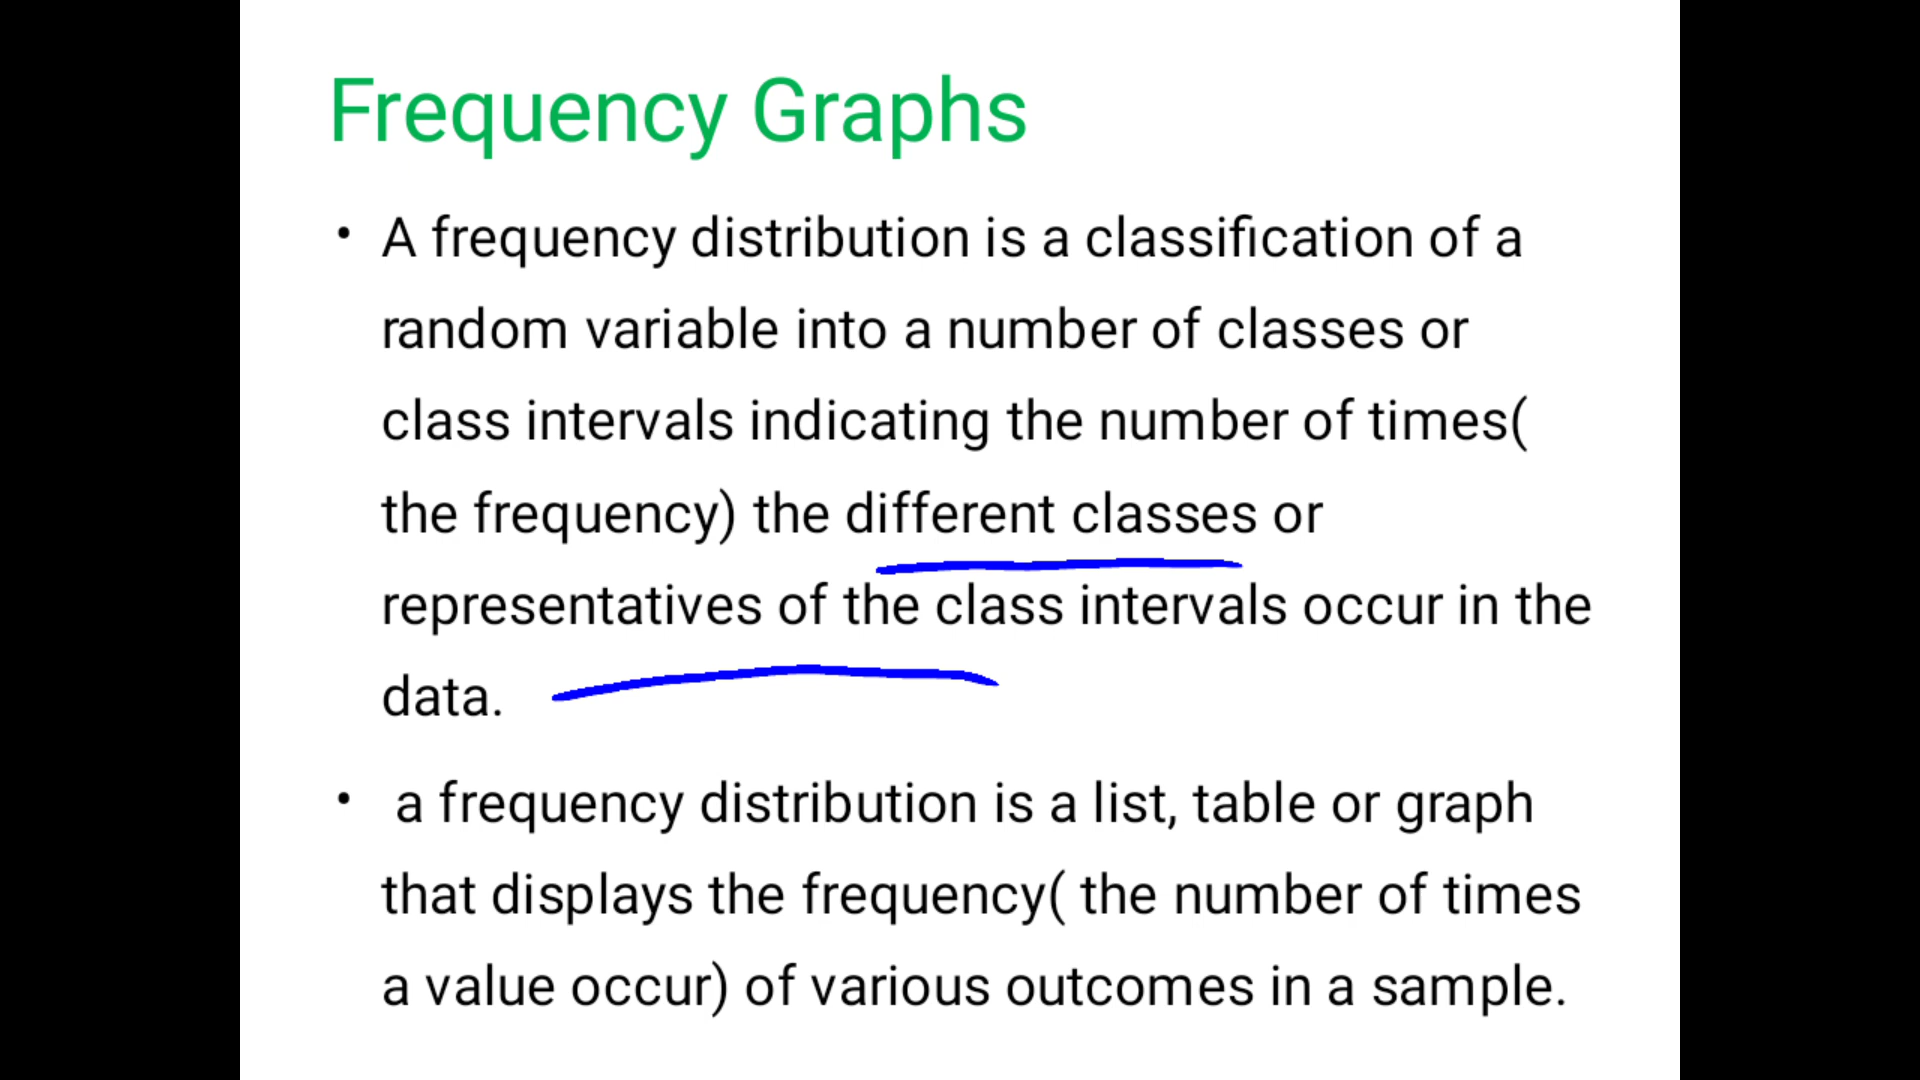 Frequency Graphs
• A frequency distribution is a classification of a
random variable into a number of classes or
class intervals indicating the number of times(
the frequency) the different classes or
representatives of the class intervals occur in the
data.
• a frequency distribution is a list, table or graph
that displays the frequency( the number of times
a value occur) of various outcomes in a sample.